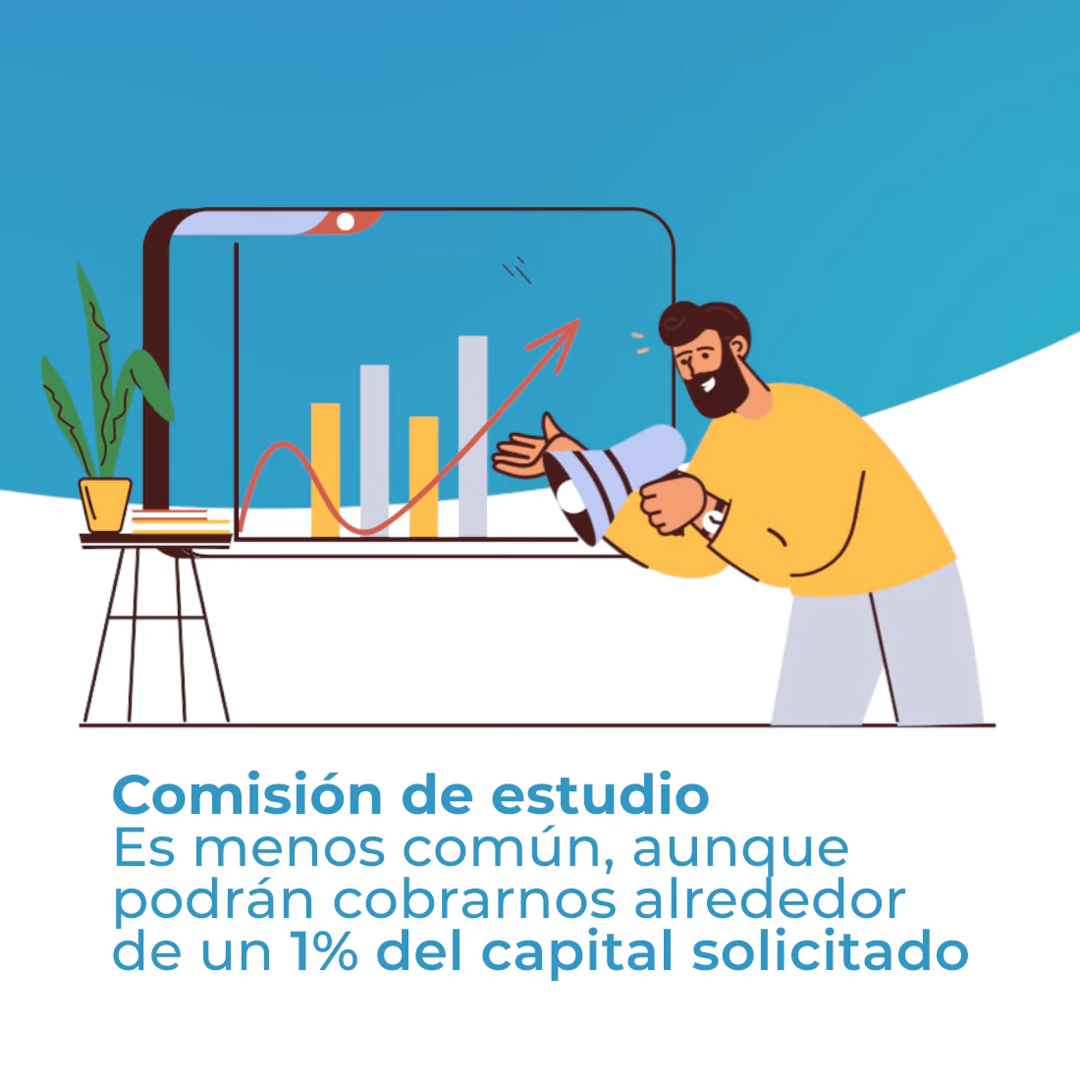 Comisión de estudio
Es menos común, aunque
podrán cobrarnos alrededor
de un 1% del capital solicitado